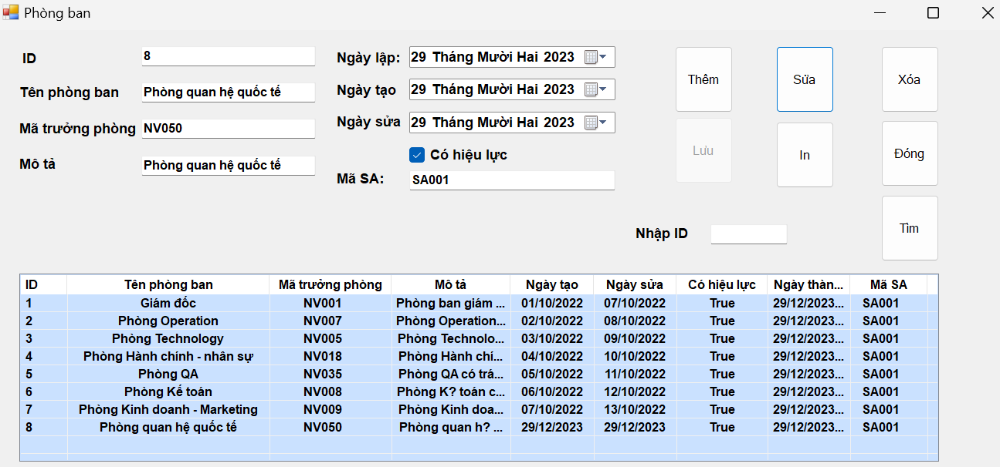 Phòng ban
ID 8
Tên phòng ban Phòng quan hệ quốc tế
Mã trưởng phòng NV050
Mô tả Phòng quan hệ quốc tế
Ngày lập: 29 Tháng Mười Hai 2023
Ngày tạo 29 Tháng Mười Hai 2023
Ngày sửa 29 Tháng Mười Hai 2023
Có hiệu lực
Mã SA: SA001
Thêm Sửa Xóa
Lưu In Đóng
Tìm
Nhập ID
ID Tên phòng ban Mã trưởng phòng Mô tả Ngày tạo Ngày sửa Có hiệu lực Ngày thàn... Mã SA
1 Giám đốc NV001 Phòng ban giám ... 01/10/2022 07/10/2022 True 29/12/2023... SA001
2 Phòng Operation NV007 Phòng Operation... 02/10/2022 08/10/2022 True 29/12/2023... SA001
3 Phòng Technology NV005 Phòng Technolo... 03/10/2022 09/10/2022 True 29/12/2023... SA001
4 Phòng Hành chính - nhân sự NV018 Phòng Hành chí... 04/10/2022 10/10/2022 True 29/12/2023... SA001
5 Phòng QA NV035 Phòng QA có trá... 05/10/2022 11/10/2022 True 29/12/2023... SA001
6 Phòng Kế toán NV008 Phòng K? toán c... 06/10/2022 12/10/2022 True 29/12/2023... SA001
7 Phòng Kinh doanh - Marketing NV009 Phòng Kinh doa... 07/10/2022 13/10/2022 True 29/12/2023... SA001
8 Phòng quan hệ quốc tế NV050 Phòng quan h? ... 29/12/2023 29/12/2023 True 29/12/2023... SA001